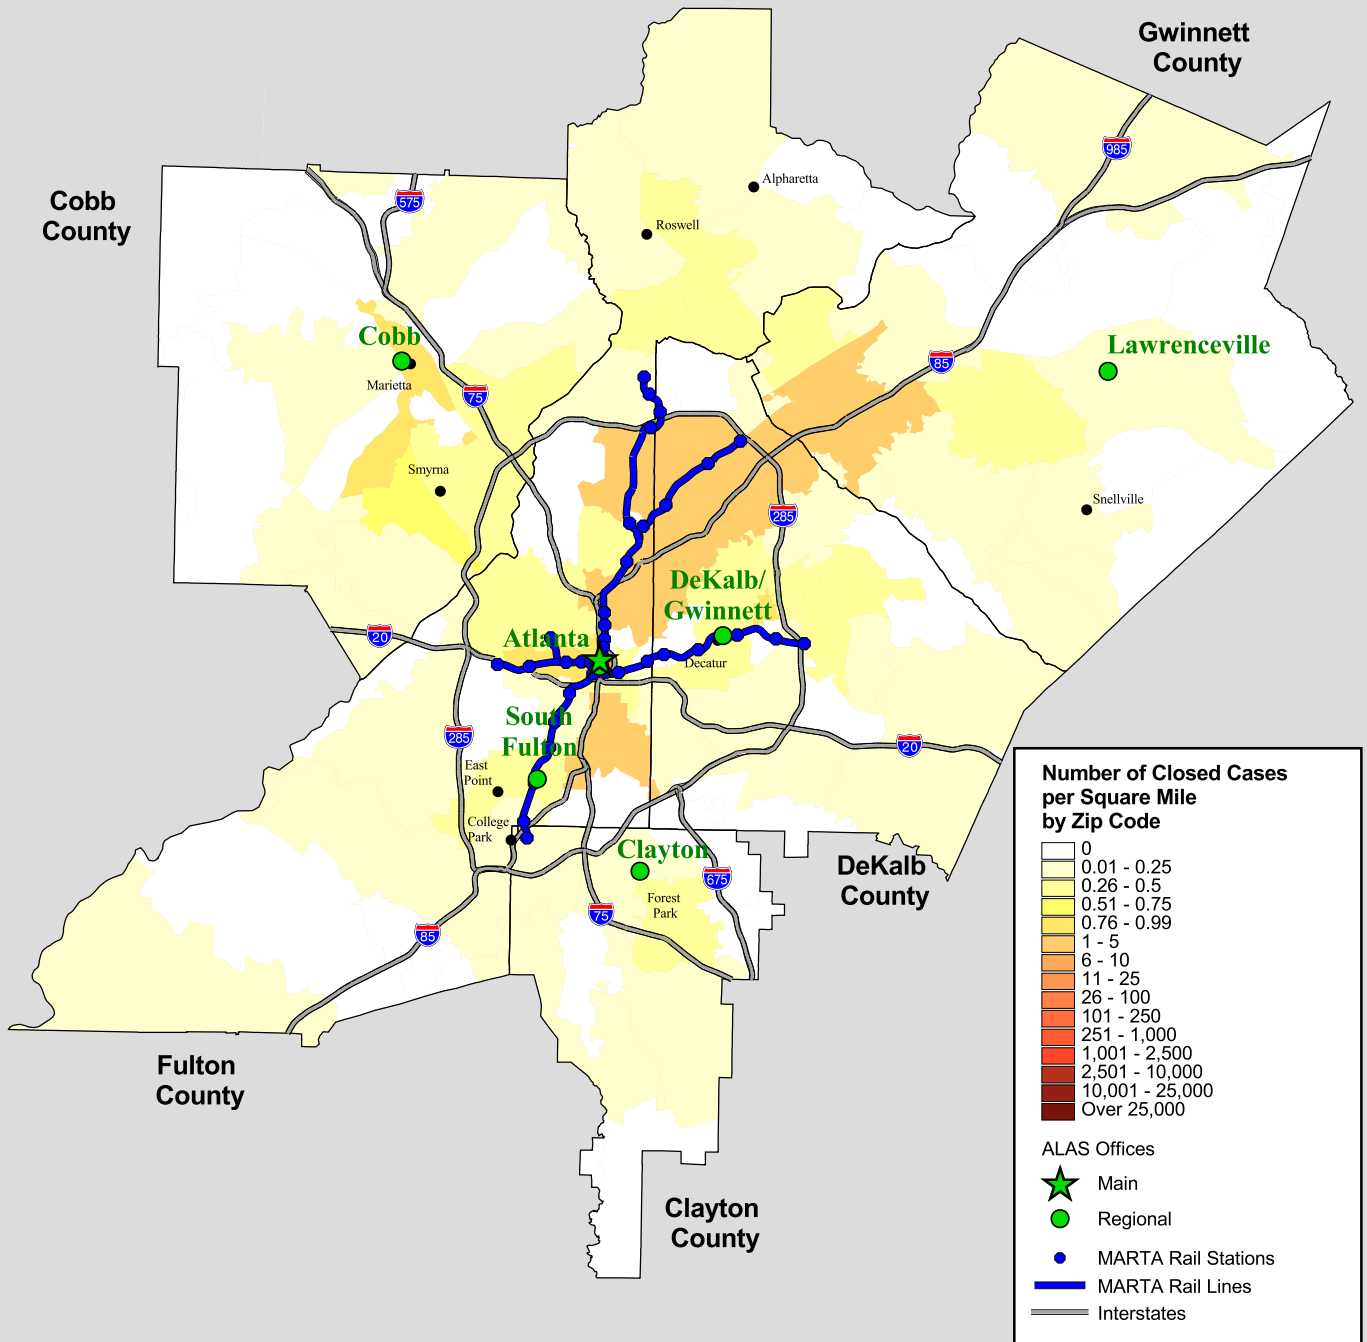 Gwinnett
County
985
Alpharetta
Cobb
County
575
Roswell
Cobb
Lawrenceville
85
Marietta
75
Smyrna
Snellville
285
DeKalb/
Gwinnett
20
Atlanta
Decatur
South
Fulton
285
20
East
Point
College
Park
Clayton
DeKalb
County
675
Forest
Park
75
85
Fulton
County
Clayton
County
Number of Closed Cases
per Square Mile
by Zip Code
0
0.01 - 0.25
0.26 - 0.5
0.51 - 0.75
0.76 - 0.99
1 - 5
6 - 10
11 - 25
26 - 100
101 - 250
251 - 1,000
1,001 - 2,500
2,501 - 10,000
10,001 - 25,000
Over 25,000
ALAS Offices
Main
Regional
MARTA Rail Stations
MARTA Rail Lines
Interstates